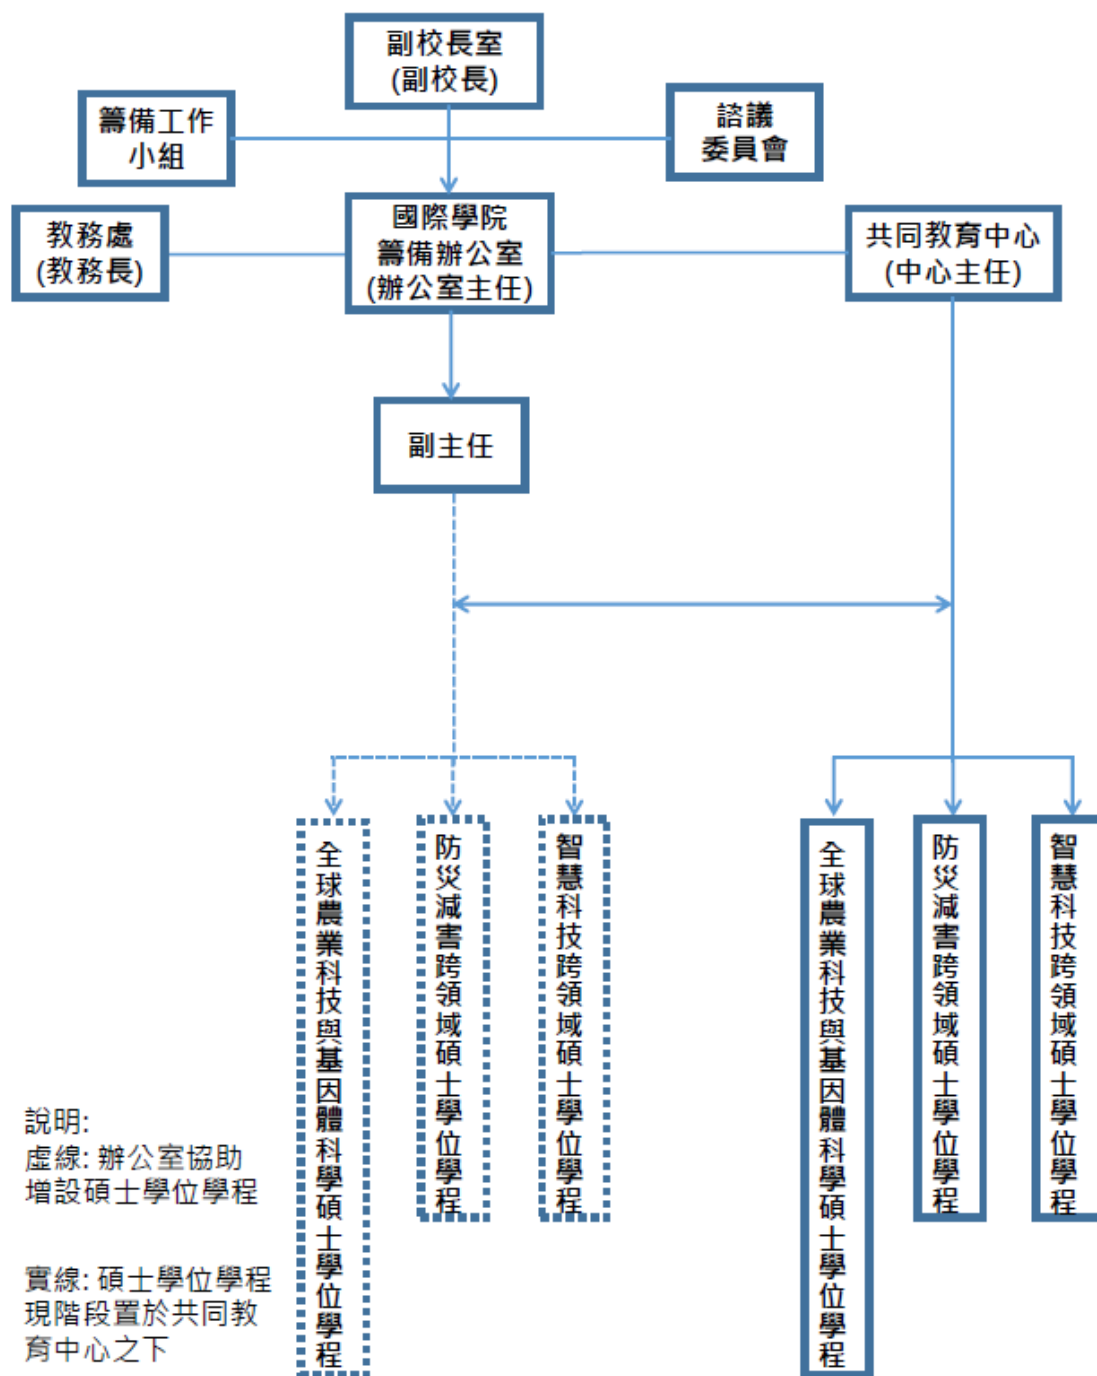 副校長室
(副校長)
籌備工作
小組
諮議
委員會
教務處
(教務長)
國際學院
籌備辦公室
(辦公室主任)
共同教育中心
(中心主任)
副主任
全球農業科技與基因體科學碩士學位學程
防災減害跨領域碩士學位學程
智慧科技跨領域碩士學位學程
全球農業科技與基因體科學碩士學位學程
防災減害跨領域碩士學位學程
智慧科技跨領域碩士學位學程
說明:
虛線: 辦公室協助
增設碩士學位學程
實線: 碩士學位學程
現階段置於共同教
育中心之下